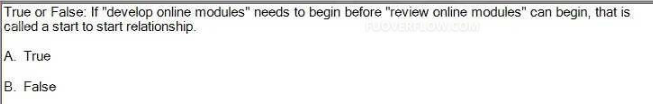 True or False: If "develop online modules" needs to begin before "review online modules" can begin, that is
called a start to start relationship.
A. True
B. False